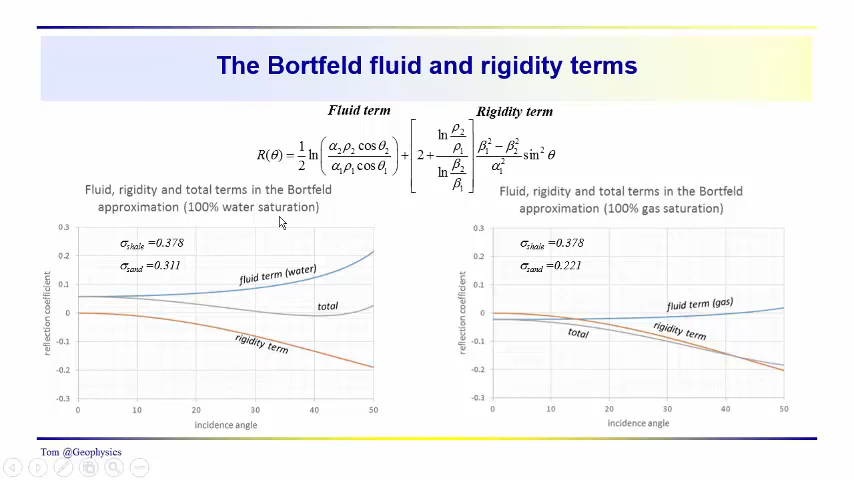 The Bortfeld fluid and rigidity terms
Fluid term
Rigidity term
R(θ) = 1/2 ln(α₂ρ₂cosθ₂ / α₁ρ₁cosθ₁) + [2 + ln(ρ₂/ρ₁) / ln(β₂/β₁)] (β₁² − β₂²)/α₁² sin² θ
Fluid, rigidity and total terms in the Bortfeld
approximation (100% water saturation)
0.3
0.2
0.1
0
-0.1
-0.2
-0.3
reflection coefficient
σshale =0.378
σsand =0.311
fluid term (water)
total
rigidity term
0 10 20 30 40 50
incidence angle
Fluid, rigidity and total terms in the Bortfeld
approximation (100% gas saturation)
0.3
0.2
0.1
0
-0.1
-0.2
-0.3
reflection coefficient
σshale =0.378
σsand =0.221
fluid term (gas)
rigidity term
total
0 10 20 30 40 50
incidence angle
Tom @Geophysics